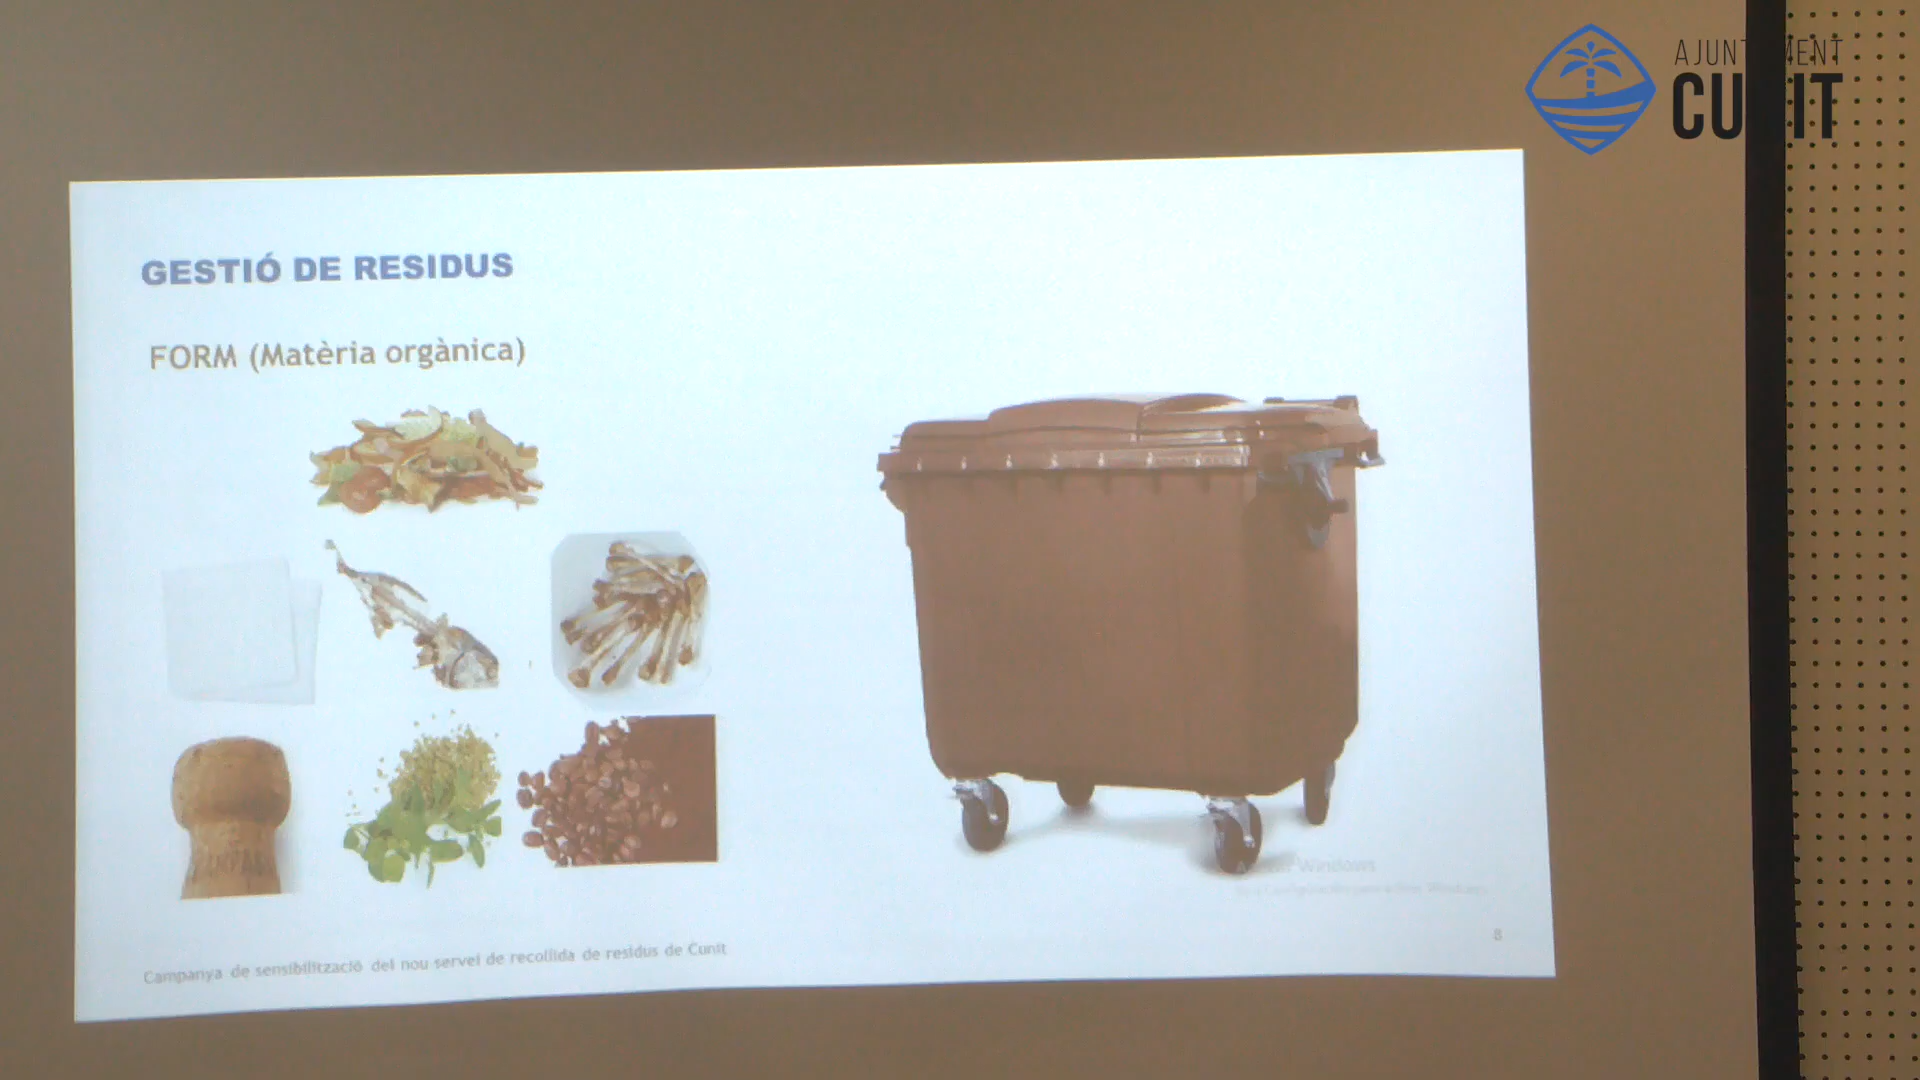 AJUNTAMENT
CUNIT
GESTIÓ DE RESIDUS
FORM (Matèria orgànica)
Windows
8
Campanya de sensibilització del nou servei de recollida de residus de Cunit